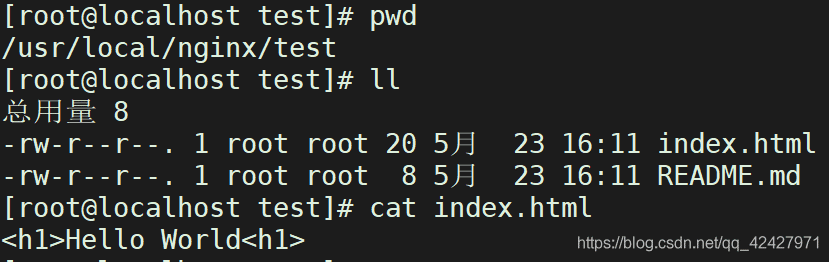 [root@localhost test]# pwd
/usr/local/nginx/test
[root@localhost test]# ll
总用量 8
-rw-r--r--. 1 root root 20 5月  23 16:11 index.html
-rw-r--r--. 1 root root  8 5月  23 16:11 README.md
[root@localhost test]# cat index.html
<h1>Hello World<h1>
https://blog.csdn.net/qq_42427971